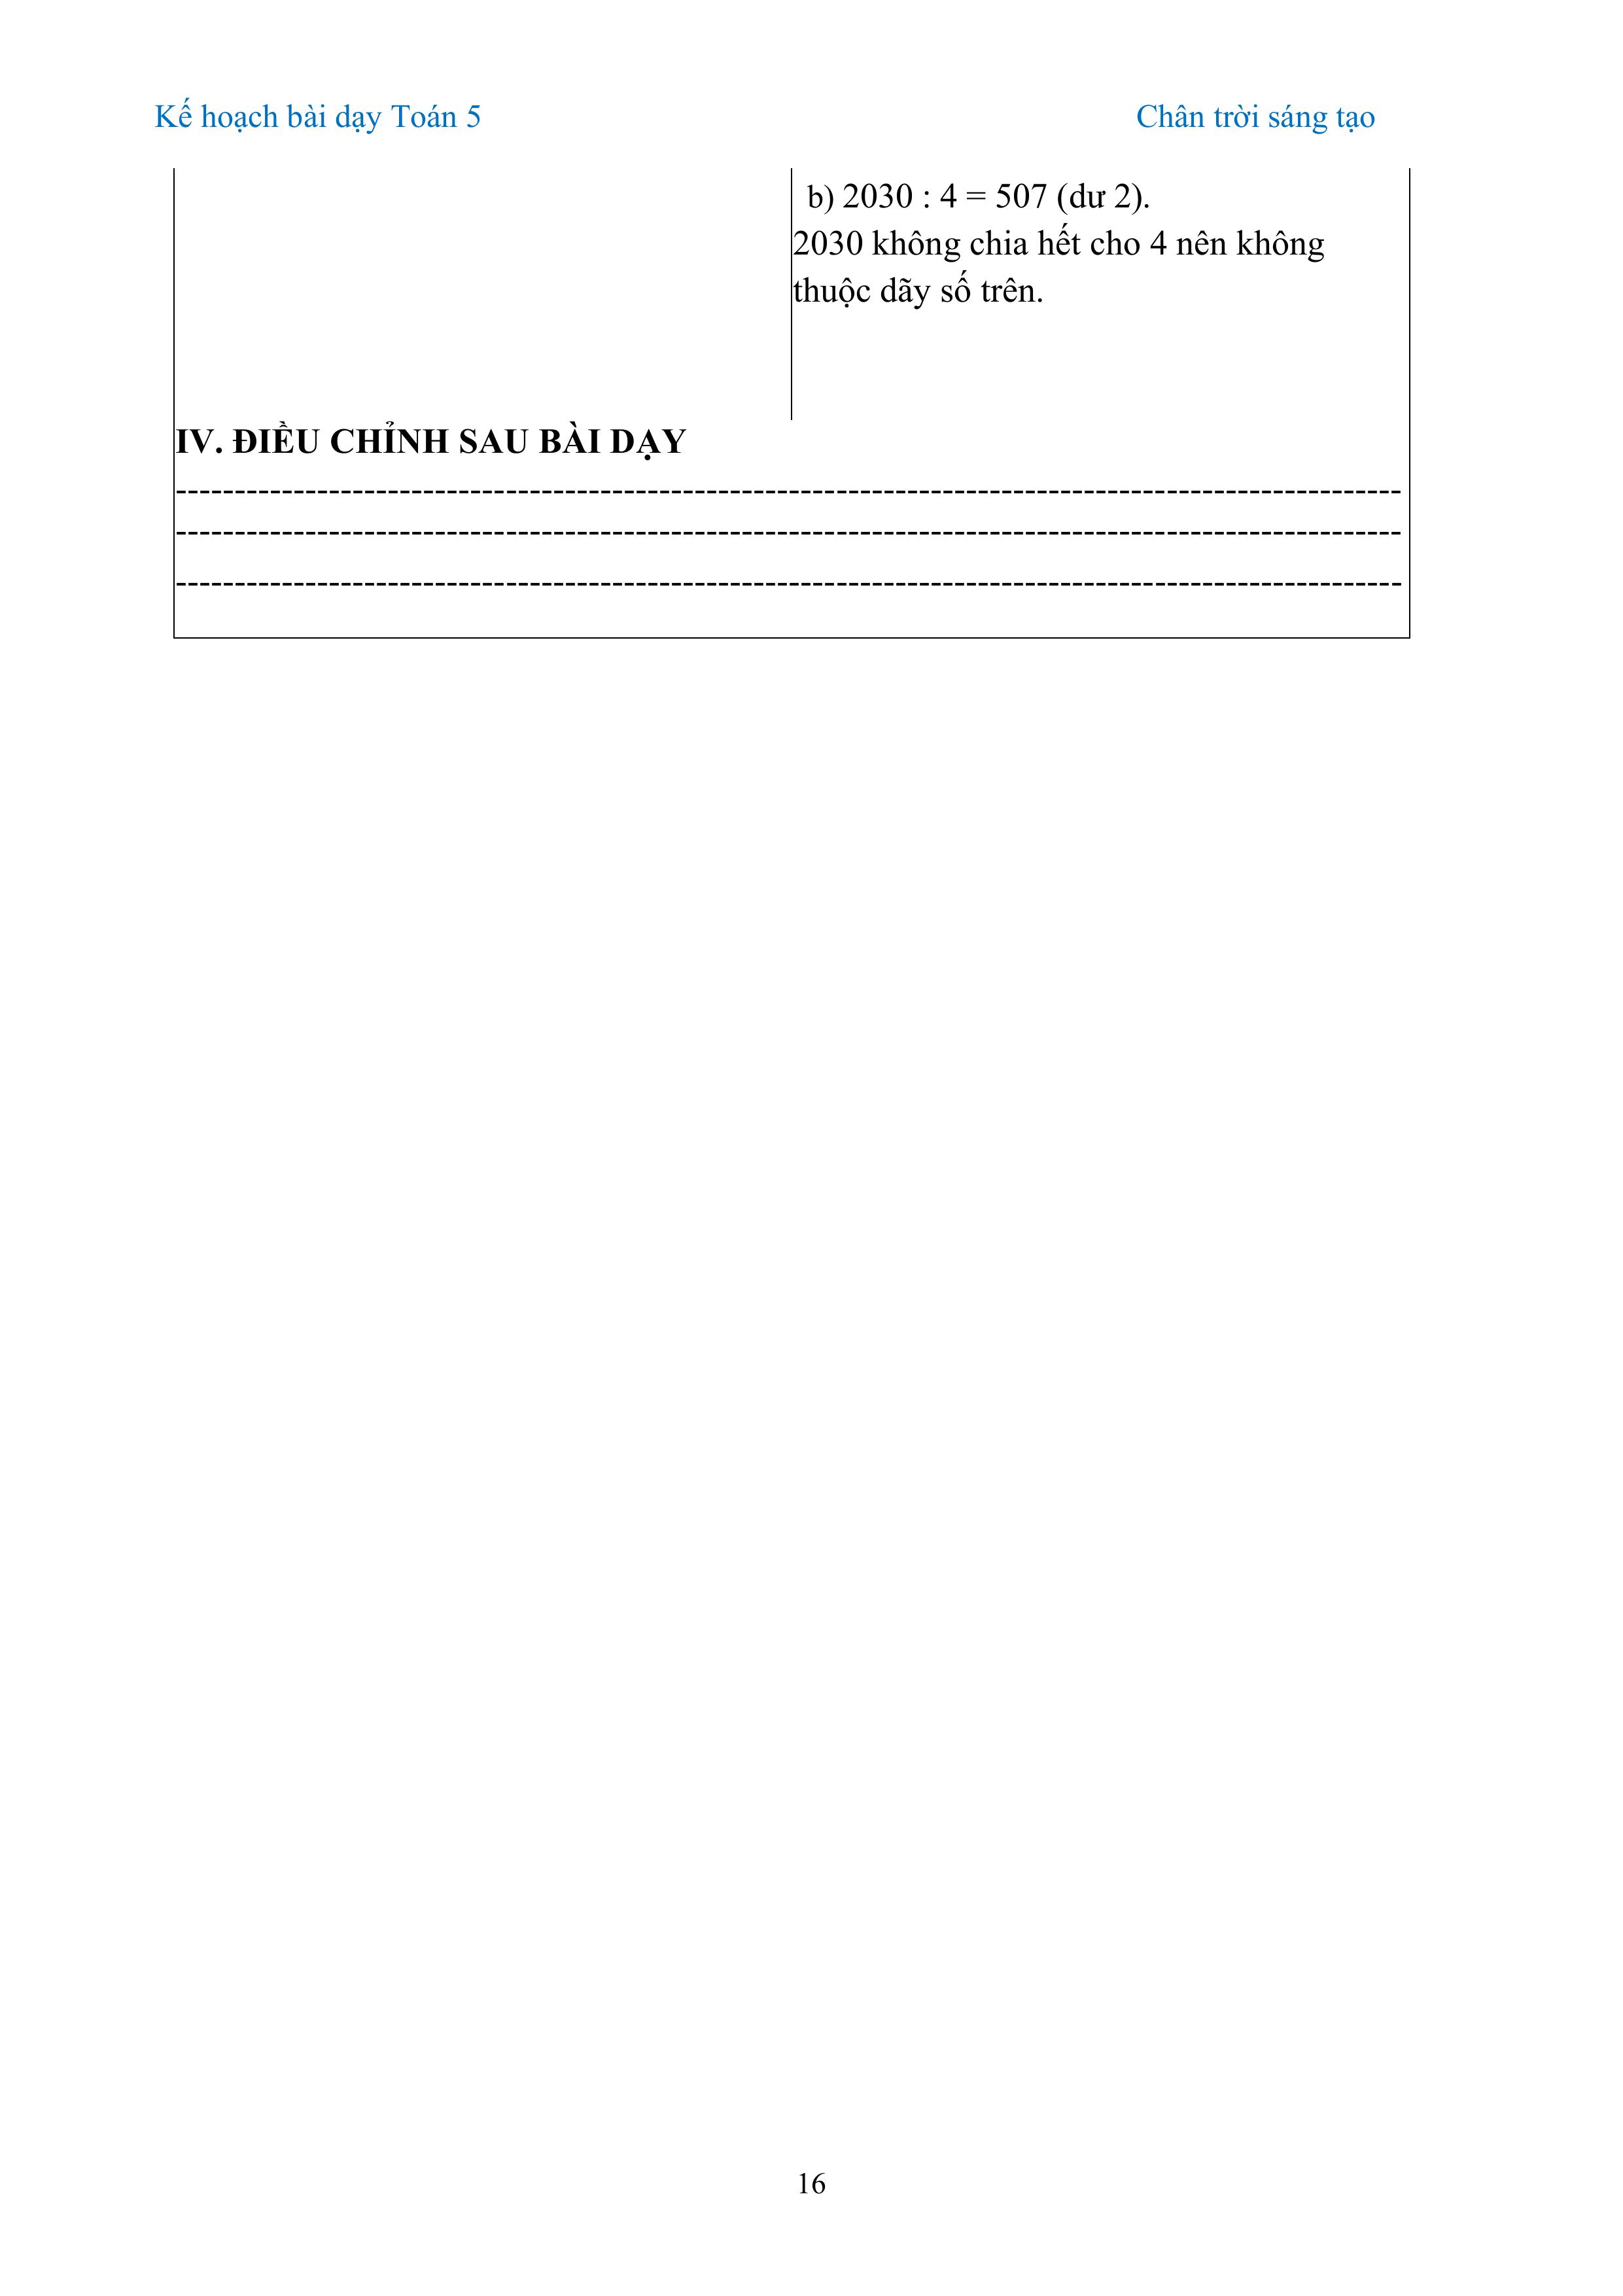 Kế hoạch bài dạy Toán 5 Chân trời sáng tạo
b) 2030 : 4 = 507 (dư 2).
2030 không chia hết cho 4 nên không
thuộc dãy số trên.
IV. ĐIỀU CHỈNH SAU BÀI DẠY
16